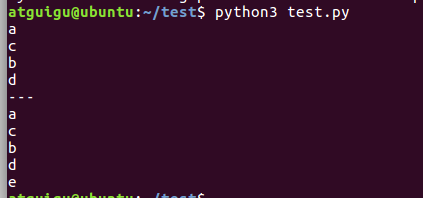 atguigu@ubuntu:~/test$ python3 test.py
a
c
b
d
---
a
c
b
d
e
atguigu@ubuntu:~/test$